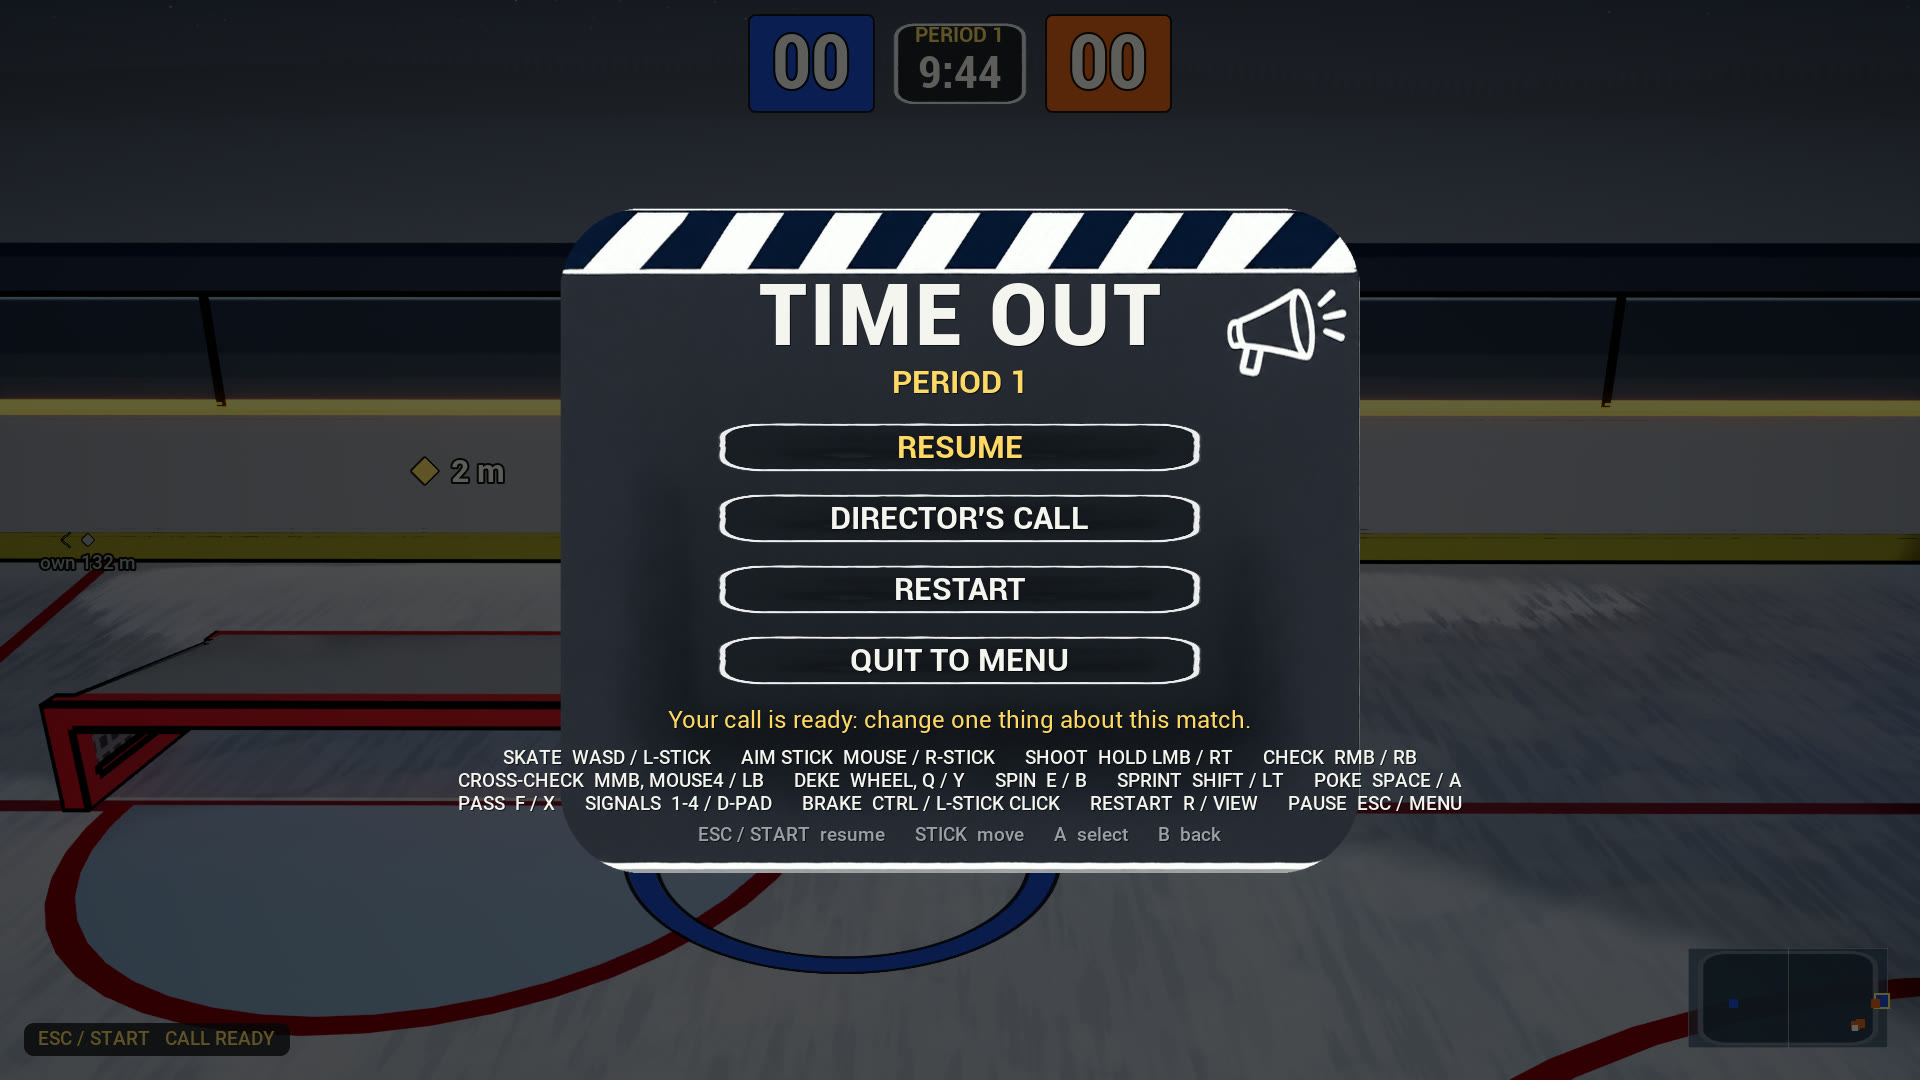 00
PERIOD 1
9:44
00
TIME OUT
PERIOD 1
RESUME
2 m
DIRECTOR'S CALL
own 132 m
RESTART
QUIT TO MENU
Your call is ready: change one thing about this match.
SKATE WASD / L-STICK AIM STICK MOUSE / R-STICK SHOOT HOLD LMB / RT CHECK RMB / RB
CROSS-CHECK MMB, MOUSE4 / LB DEKE WHEEL, Q / Y SPIN E / B SPRINT SHIFT / LT POKE SPACE / A
PASS F / X SIGNALS 1-4 / D-PAD BRAKE CTRL / L-STICK CLICK RESTART R / VIEW PAUSE ESC / MENU
ESC / START resume STICK move A select B back
ESC / START CALL READY